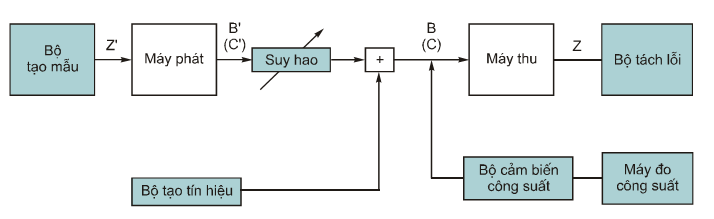 Bộ
tạo mẫu
Z'
Máy phát
B'
(C')
Suy hao
+
B
(C)
Máy thu
Z
Bộ tách lỗi
Bộ tạo tín hiệu
Bộ cảm biến
công suất
Máy đo
công suất